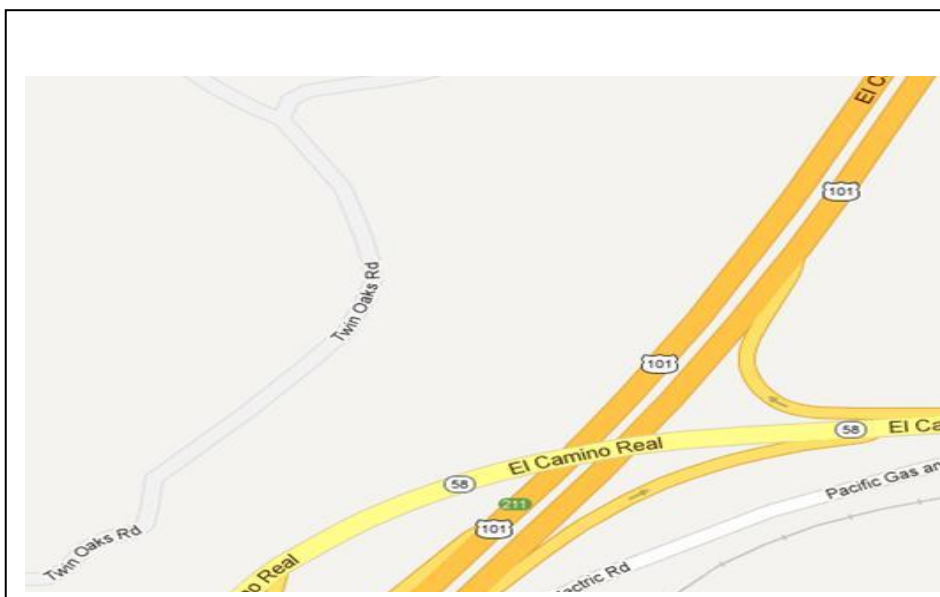 El C
101
Twin Oaks Rd
101
El Camino Real
58
El Ca
58
211
101
Pacific Gas an
Twin Oaks Rd
no Real
ctric Rd